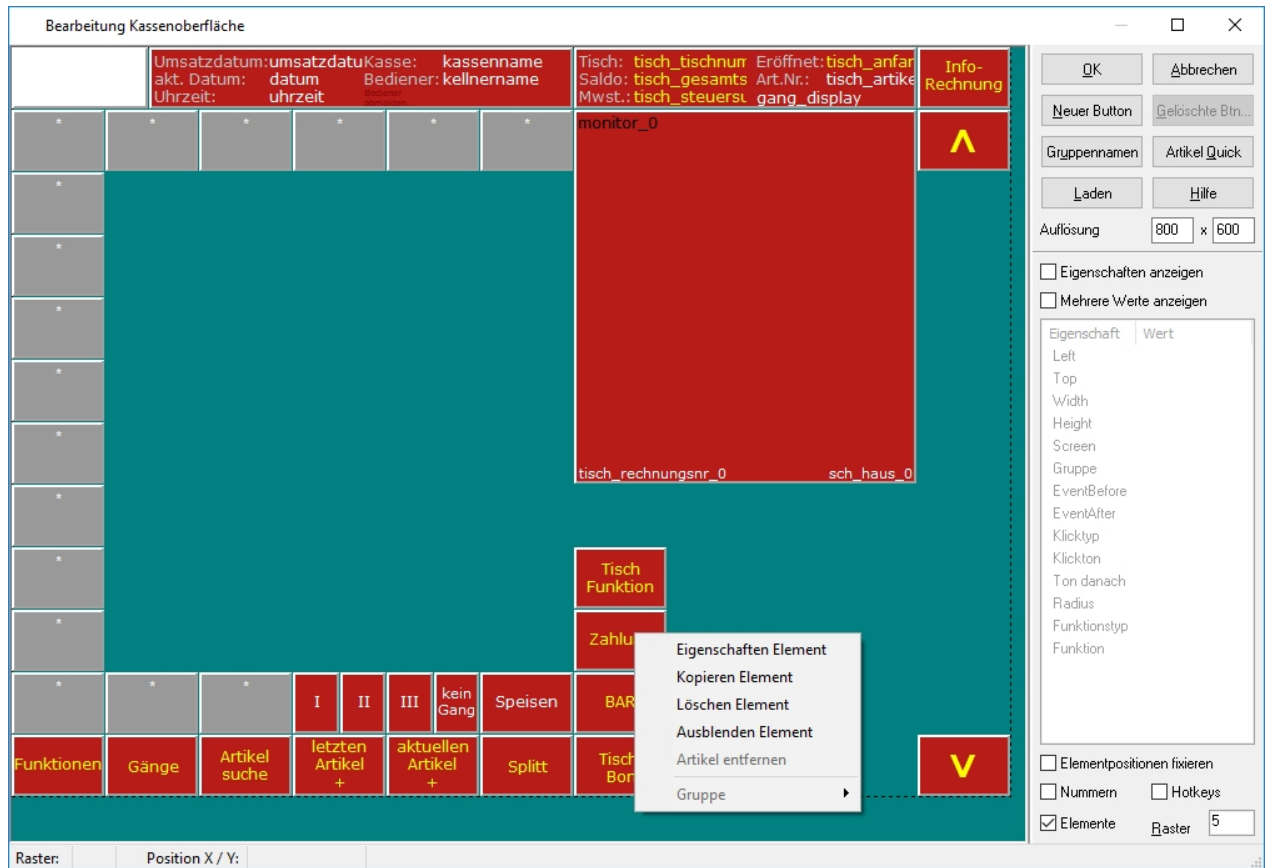 Bearbeitung Kassenoberfläche
Umsatzdatum: umsatzdatu Kasse: kassenname
akt. Datum: datum Bediener: kellnername
Uhrzeit: uhrzeit Bediener
abmelden...
Tisch: tisch_tischnum Eröffnet: tisch_anfan
Saldo: tisch_gesamts Art.Nr.: tisch_artike
Mwst.: tisch_steuersu gang_display
Info-
Rechnung
* * * * * *
monitor_0
Λ
*
*
*
*
*
*
tisch_rechnungsnr_0 sch_haus_0
*
Tisch
Funktion
*
Zahlu
* * *
I II III kein
Gang
Speisen
BAR
Funktionen
Gänge
Artikel
suche
letzten
Artikel
+
aktuellen
Artikel
+
Splitt
Tisch
Bon
V
Eigenschaften Element
Kopieren Element
Löschen Element
Ausblenden Element
Artikel entfernen
Gruppe
OK Abbrechen
Neuer Button Gelöschte Btn...
Gruppennamen Artikel Quick
Laden Hilfe
Auflösung 800 x 600
Eigenschaften anzeigen
Mehrere Werte anzeigen
Eigenschaft Wert
Left
Top
Width
Height
Screen
Gruppe
EventBefore
EventAfter
Klicktyp
Klickton
Ton danach
Radius
Funktionstyp
Funktion
Elementpositionen fixieren
Nummern Hotkeys
Elemente Raster 5
Raster: Position X / Y: